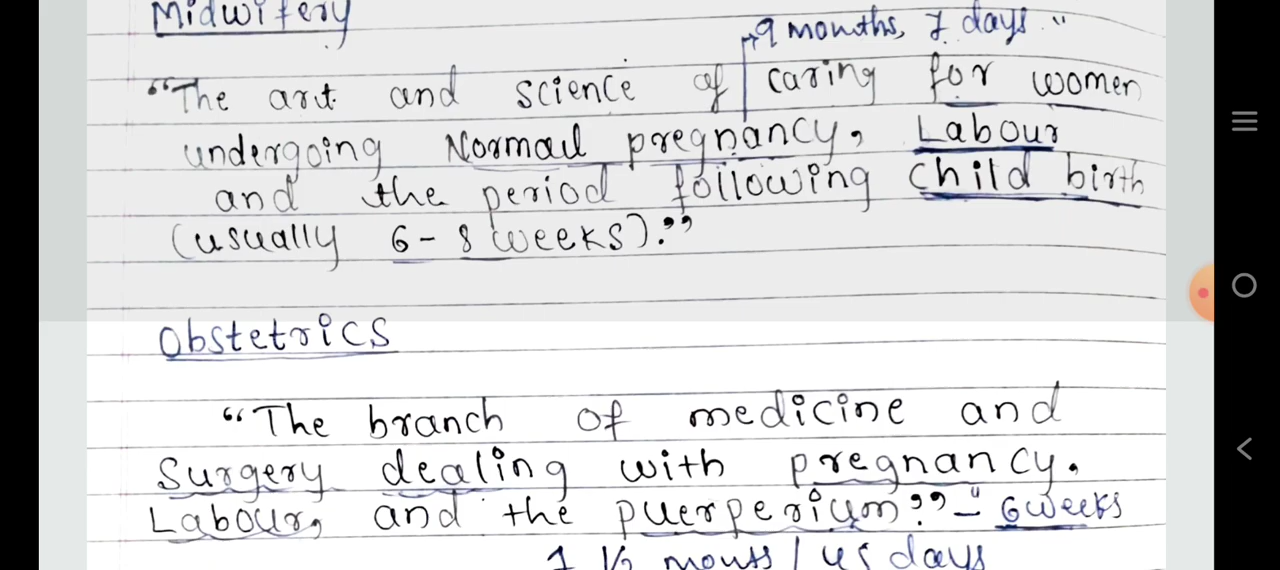 Midwifery
9 months, 7 days "
"The art and science of caring for women
undergoing Normal pregnancy, Labour
and the period following child birth
(usually 6-8 weeks)."
Obstetrics
"The branch of medicine and
surgery dealing with pregnancy,
Labour, and the puerperium" - " 6 weeks
1 1/2 / 45 days